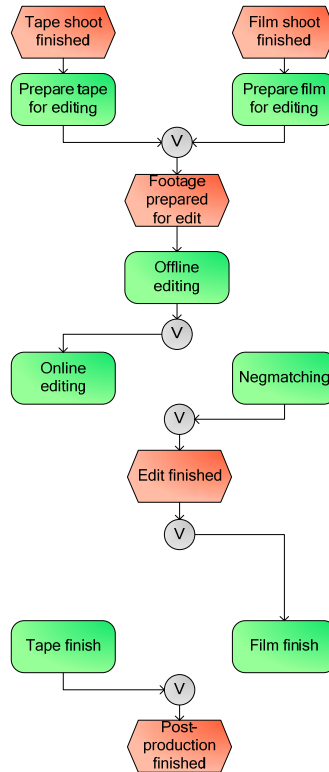 Tape shoot
finished
Film shoot
finished
Prepare tape
for editing
Prepare film
for editing
V
Footage
prepared
for edit
Offline
editing
V
Online
editing
Negmatching
V
Edit finished
V
Tape finish
Film finish
V
Post-
production
finished